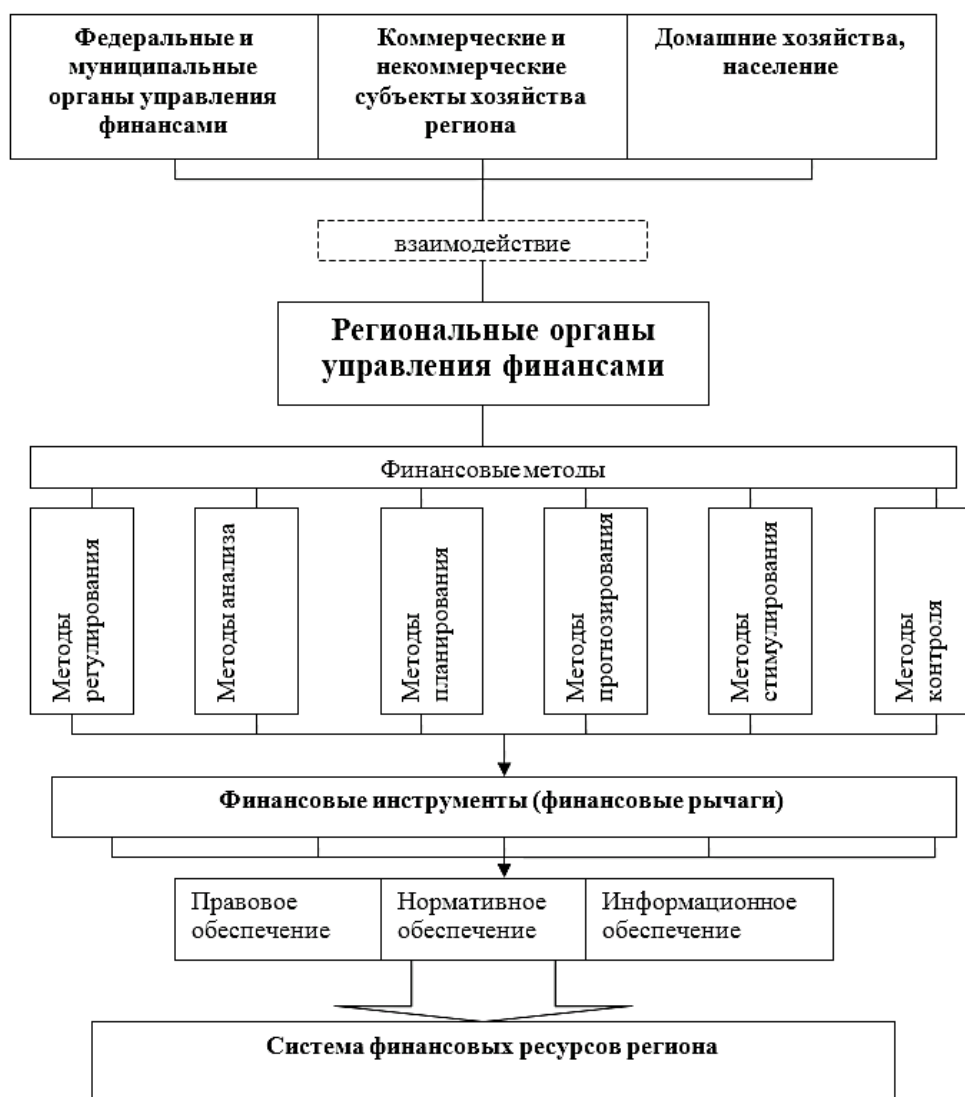 Федеральные и
муниципальные
органы управления
финансами
Коммерческие и
некоммерческие
субъекты хозяйства
региона
Домашние хозяйства,
население
взаимодействие
Региональные органы
управления финансами
Финансовые методы
Методы
регулирования
Методы анализа
Методы
планирования
Методы
прогнозирования
Методы
стимулирования
Методы
контроля
Финансовые инструменты (финансовые рычаги)
Правовое
обеспечение
Нормативное
обеспечение
Информационное
обеспечение
Система финансовых ресурсов региона